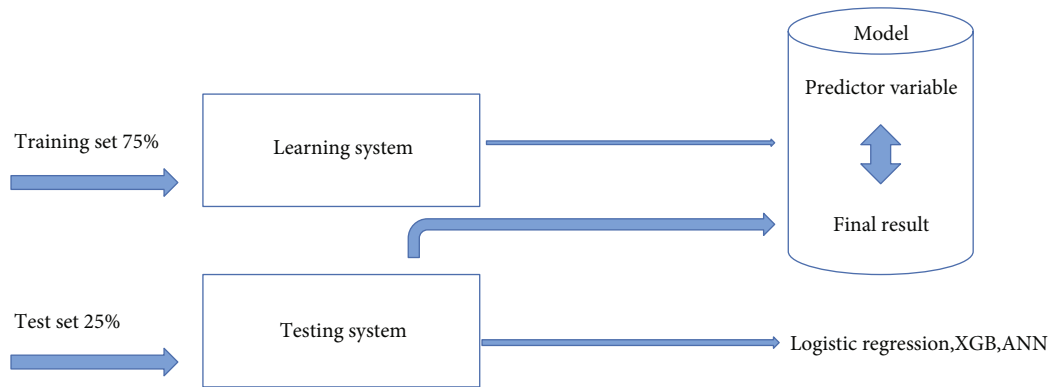 Model
Predictor variable
Training set 75%
Learning system
Final result
Test set 25%
Testing system
Logistic regression,XGB,ANN